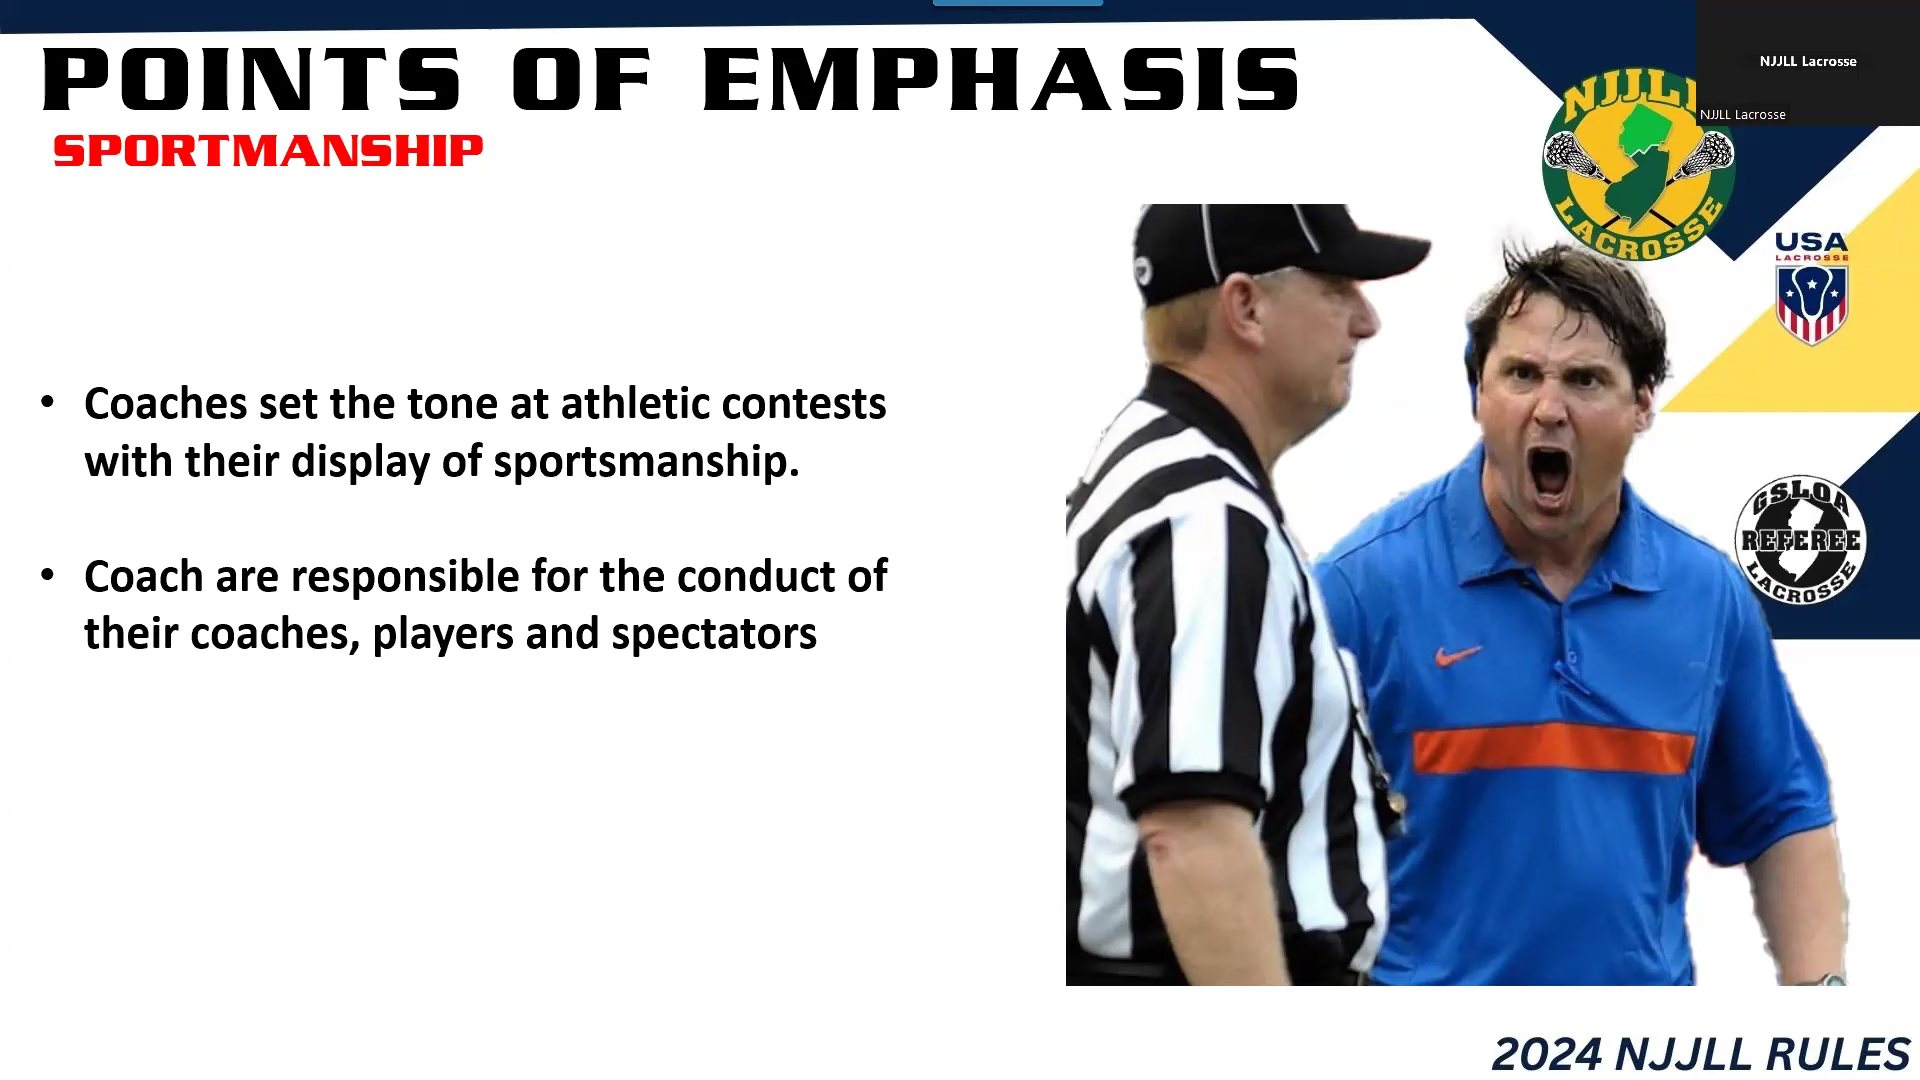 POINTS OF EMPHASIS
SPORTMANSHIP
NJJLL Lacrosse
NJJLL Lacrosse
NJJLL
LACROSSE
USA
LACROSSE
• Coaches set the tone at athletic contests
with their display of sportsmanship.
GSLOA
REFEREE
LACROSSE
• Coach are responsible for the conduct of
their coaches, players and spectators
2024 NJJLL RULES